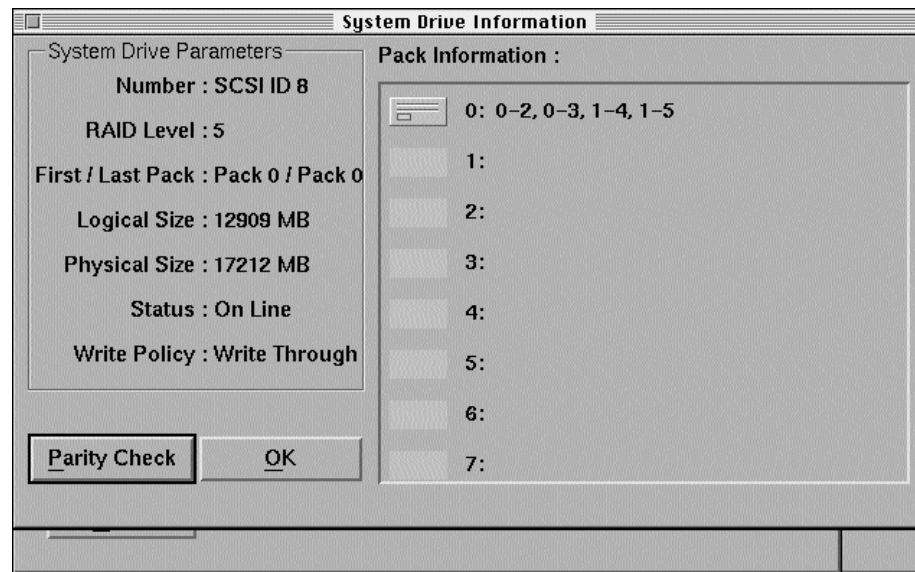 System Drive Information
System Drive Parameters
Number : SCSI ID 8
RAID Level : 5
First / Last Pack : Pack 0 / Pack 0
Logical Size : 12909 MB
Physical Size : 17212 MB
Status : On Line
Write Policy : Write Through
Parity Check
OK
Pack Information :
0: 0-2, 0-3, 1-4, 1-5
1:
2:
3:
4:
5:
6:
7: